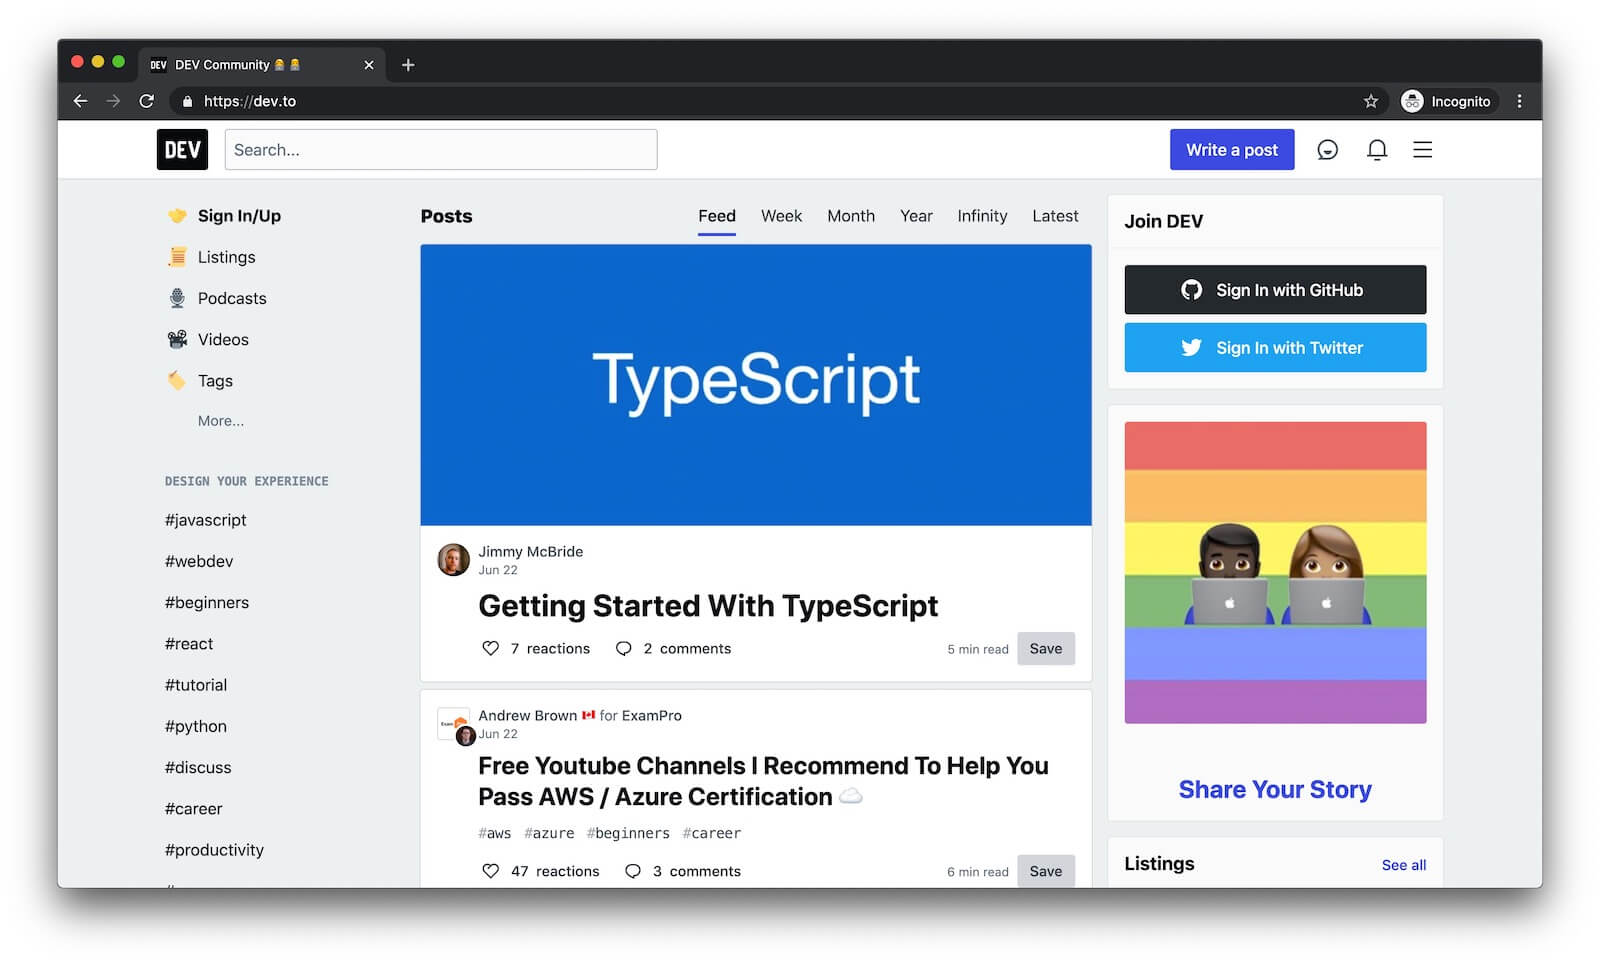 DEV DEV Community
https://dev.to
Incognito
DEV
Search...
Write a post
Sign In/Up
Listings
Podcasts
Videos
Tags
More...
DESIGN YOUR EXPERIENCE
#javascript
#webdev
#beginners
#react
#tutorial
#python
#discuss
#career
#productivity
Posts
Feed Week Month Year Infinity Latest
TypeScript
Jimmy McBride
Jun 22
Getting Started With TypeScript
7 reactions 2 comments 5 min read Save
Andrew Brown 🇨🇦 for ExamPro
Jun 22
Free Youtube Channels I Recommend To Help You
Pass AWS / Azure Certification ☁️
#aws #azure #beginners #career
47 reactions 3 comments 6 min read Save
Join DEV
Sign In with GitHub
Sign In with Twitter
Share Your Story
Listings See all